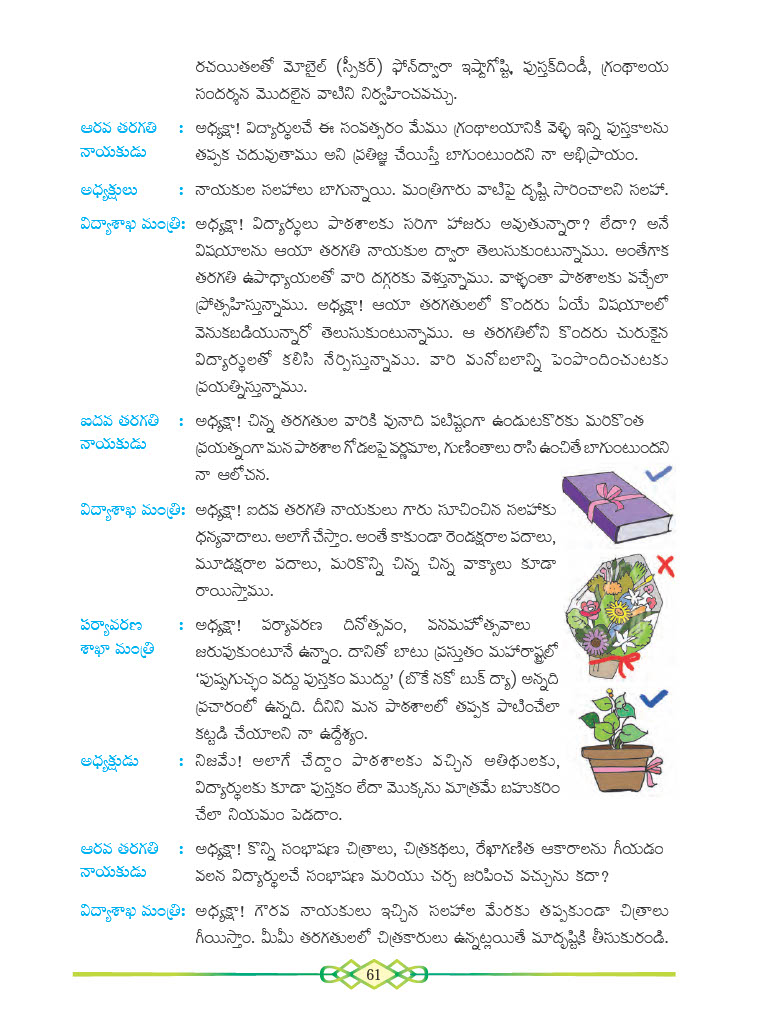 రచయితలతో మోబైల్ (స్పీకర్) ఫోన్‌ద్వారా ఇష్టాగోష్టి, పుస్తక్‌దిండీ, గ్రంథాలయ
సందర్శన మొదలైన వాటిని నిర్వహించవచ్చు.
ఆరవ తరగతి : అధ్యక్షా! విద్యార్థులచే ఈ సంవత్సరం మేము గ్రంథాలయానికి వెళ్ళి ఇన్ని పుస్తకాలను
నాయకుడు తప్పక చదువుతాము అని ప్రతిజ్ఞ చేయిస్తే బాగుంటుందని నా అభిప్రాయం.
అధ్యక్షులు : నాయకుల సలహాలు బాగున్నాయి. మంత్రిగారు వాటిపై దృష్టి సారించాలని సలహా.
విద్యాశాఖ మంత్రి: అధ్యక్షా! విద్యార్థులు పాఠశాలకు సరిగా హాజరు అవుతున్నారా? లేదా? అనే
విషయాలను ఆయా తరగతి నాయకుల ద్వారా తెలుసుకుంటున్నాము. అంతేగాక
తరగతి ఉపాధ్యాయలతో వారి దగ్గరకు వెళ్తున్నాము. వాళ్ళంతా పాఠశాలకు వచ్చేలా
ప్రోత్సహిస్తున్నాము. అధ్యక్షా! ఆయా తరగతులలో కొందరు ఏయే విషయాలలో
వెనుకబడియున్నారో తెలుసుకుంటున్నాము. ఆ తరగతిలోని కొందరు చురుకైన
విద్యార్థులతో కలిసి నేర్పిస్తున్నాము. వారి మనోబలాన్ని పెంపొందించుటకు
ప్రయత్నిస్తున్నాము.
ఐదవ తరగతి : అధ్యక్షా! చిన్న తరగతుల వారికి పునాది పటిష్టంగా ఉండుటకొరకు మరికొంత
నాయకుడు ప్రయత్నంగా మన పాఠశాల గోడలపై వర్ణమాల, గుణింతాలు రాసి ఉంచితే బాగుంటుందని
నా ఆలోచన.
విద్యాశాఖ మంత్రి: అధ్యక్షా! ఐదవ తరగతి నాయకులు గారు సూచించిన సలహాకు
ధన్యవాదాలు. అలాగే చేస్తాం. అంతే కాకుండా రెండక్షరాల పదాలు,
మూడక్షరాల పదాలు, మరికొన్ని చిన్న చిన్న వాక్యాలు కూడా
రాయిస్తాము.
పర్యావరణ : అధ్యక్షా! పర్యావరణ దినోత్సవం, వనమహోత్సవాలు
శాఖా మంత్రి జరుపుకుంటూనే ఉన్నాం. దానితో బాటు ప్రస్తుతం మహారాష్ట్రలో
‘పుష్పగుచ్ఛం వద్దు పుస్తకం ముద్దు’ (బొకే నకో బుక్ ద్యా) అన్నది
ప్రచారంలో ఉన్నది. దీనిని మన పాఠశాలలో తప్పక పాటించేలా
కట్టడి చేయాలని నా ఉద్దేశ్యం.
అధ్యక్షుడు : నిజమే! అలాగే చేద్దాం పాఠశాలకు వచ్చిన అతిథులకు,
విద్యార్థులకు కూడా పుస్తకం లేదా మొక్కను మాత్రమే బహుకరిం
చేలా నియమం పెడదాం.
ఆరవ తరగతి : అధ్యక్షా! కొన్ని సంభాషణ చిత్రాలు, చిత్రకథలు, రేఖాగణిత ఆకారాలను గీయడం
నాయకుడు వలన విద్యార్థులచే సంభాషణ మరియు చర్చ జరిపించ వచ్చును కదా?
విద్యాశాఖ మంత్రి: అధ్యక్షా! గౌరవ నాయకులు ఇచ్చిన సలహాల మేరకు తప్పకుండా చిత్రాలు
గీయిస్తాం. మీమీ తరగతులలో చిత్రకారులు ఉన్నట్లయితే మాదృష్టికి తీసుకురండి.
61